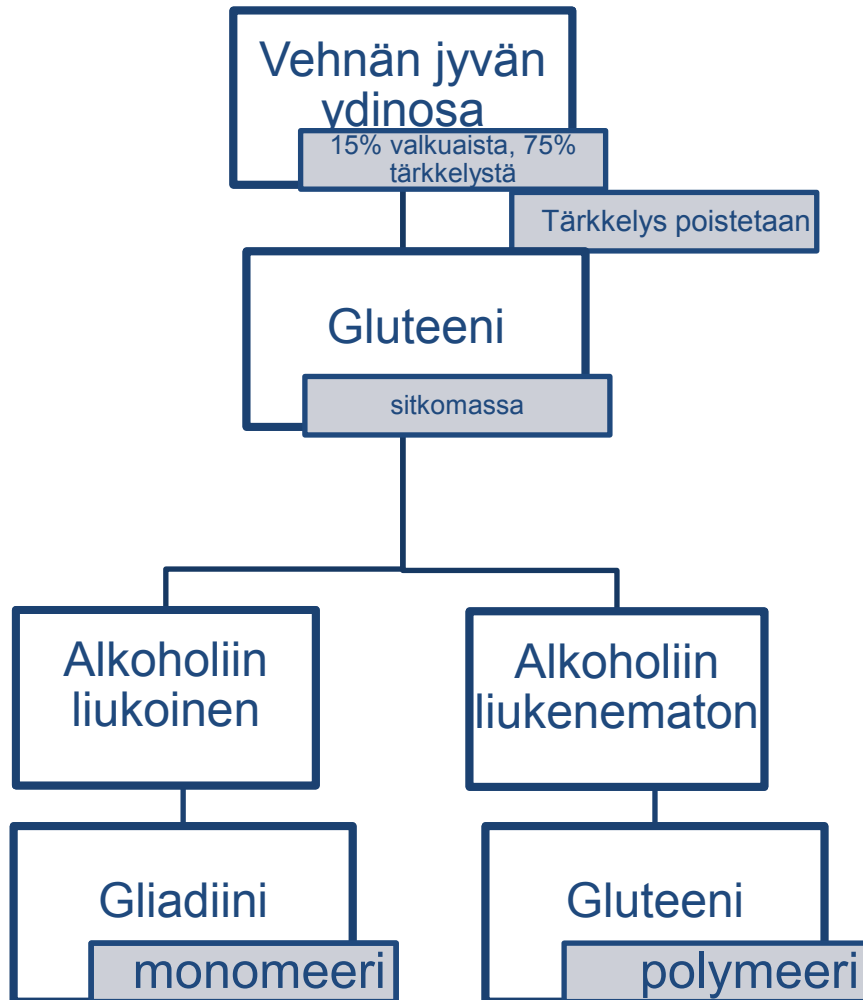 Vehnän jyvän
ydinosa
15% valkuaista, 75%
tärkkelystä
Tärkkelys poistetaan
Gluteeni
sitkomassa
Alkoholiin
liukoinen
Alkoholiin
liukenematon
Gliadiini
monomeeri
Gluteeni
polymeeri